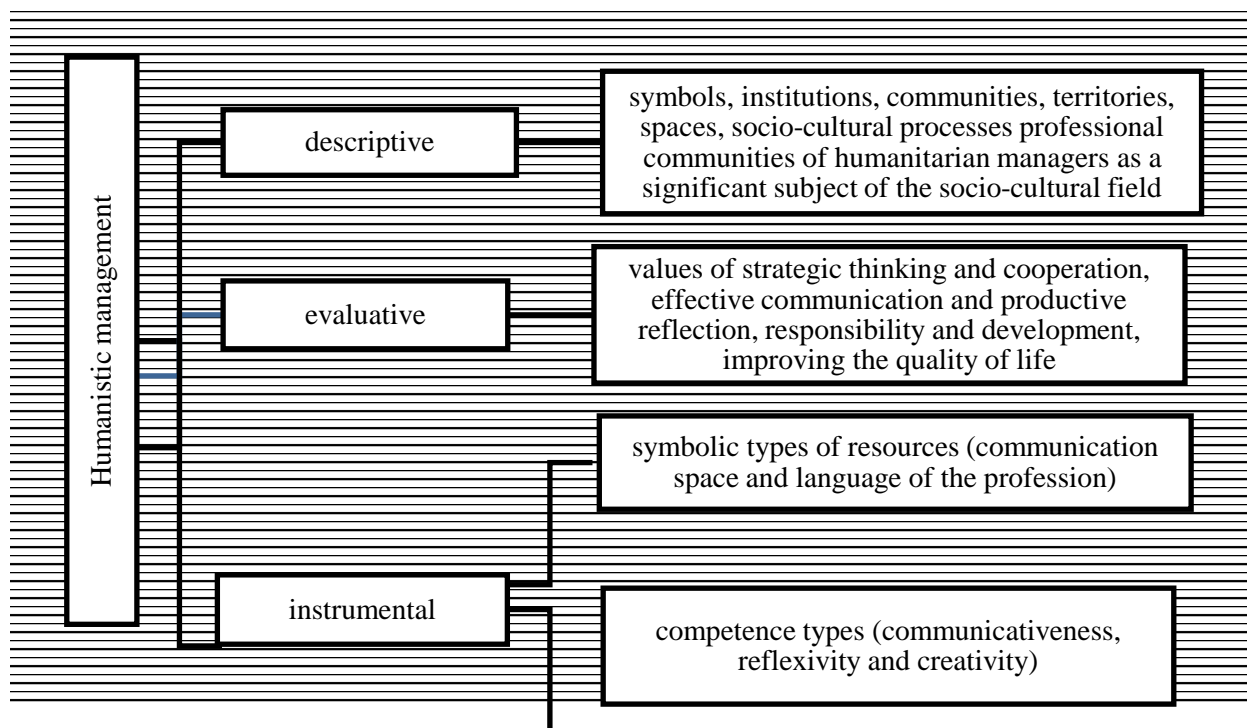 Humanistic management
descriptive
symbols, institutions, communities, territories,
spaces, socio-cultural processes professional
communities of humanitarian managers as a
significant subject of the socio-cultural field
evaluative
values of strategic thinking and cooperation,
effective communication and productive
reflection, responsibility and development,
improving the quality of life
instrumental
symbolic types of resources (communication
space and language of the profession)
competence types (communicativeness,
reflexivity and creativity)